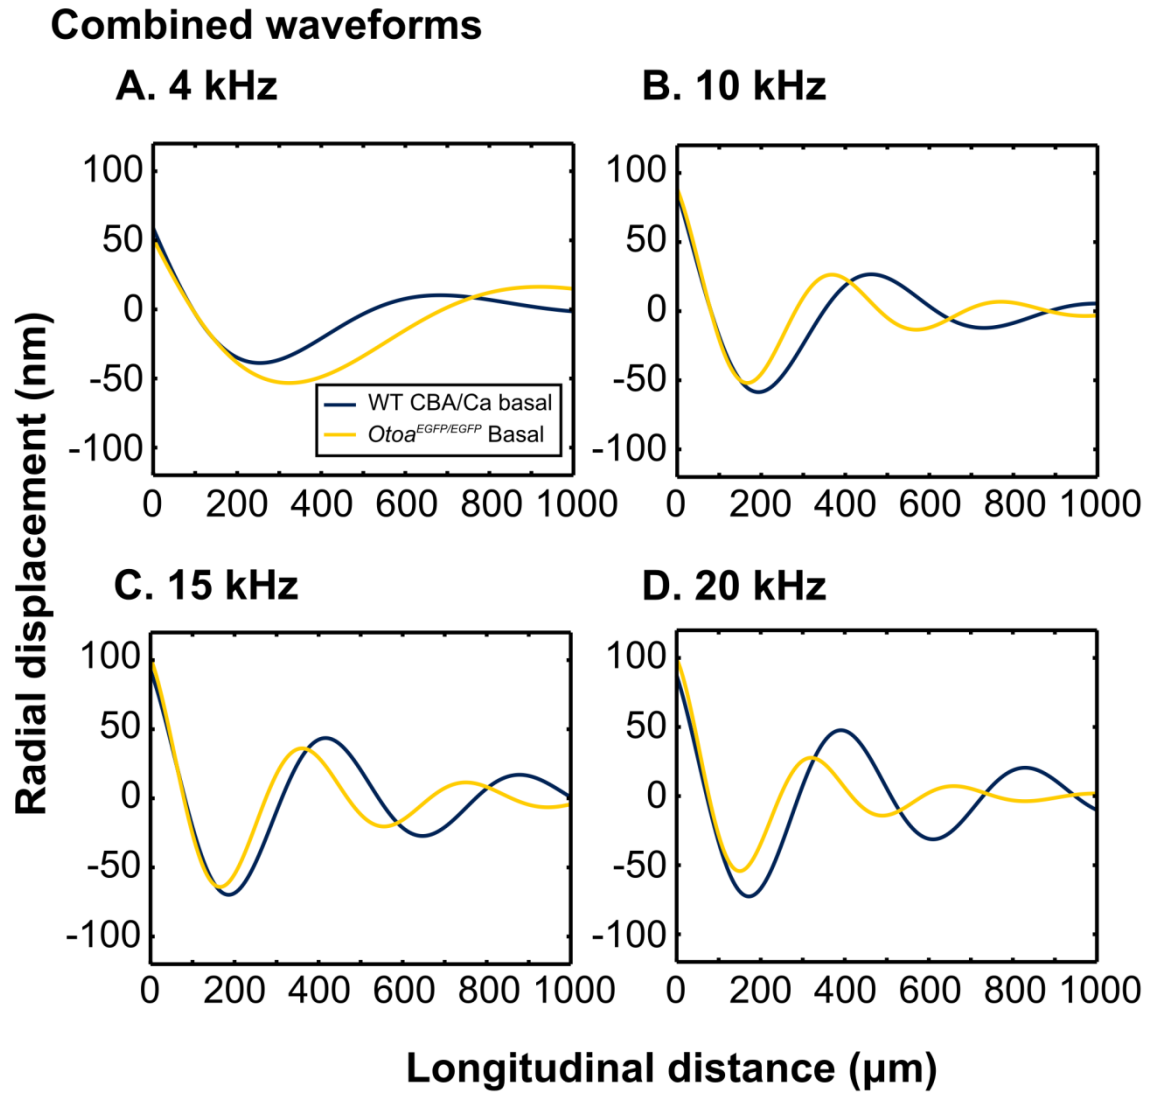 Combined waveforms
A. 4 kHz
100
50
0
-50
-100
0 200 400 600 800 1000
WT CBA/Ca basal
Otoa^EGFP/EGFP Basal
B. 10 kHz
100
50
0
-50
-100
0 200 400 600 800 1000
C. 15 kHz
100
50
0
-50
-100
0 200 400 600 800 1000
D. 20 kHz
100
50
0
-50
-100
0 200 400 600 800 1000
Radial displacement (nm)
Longitudinal distance (µm)